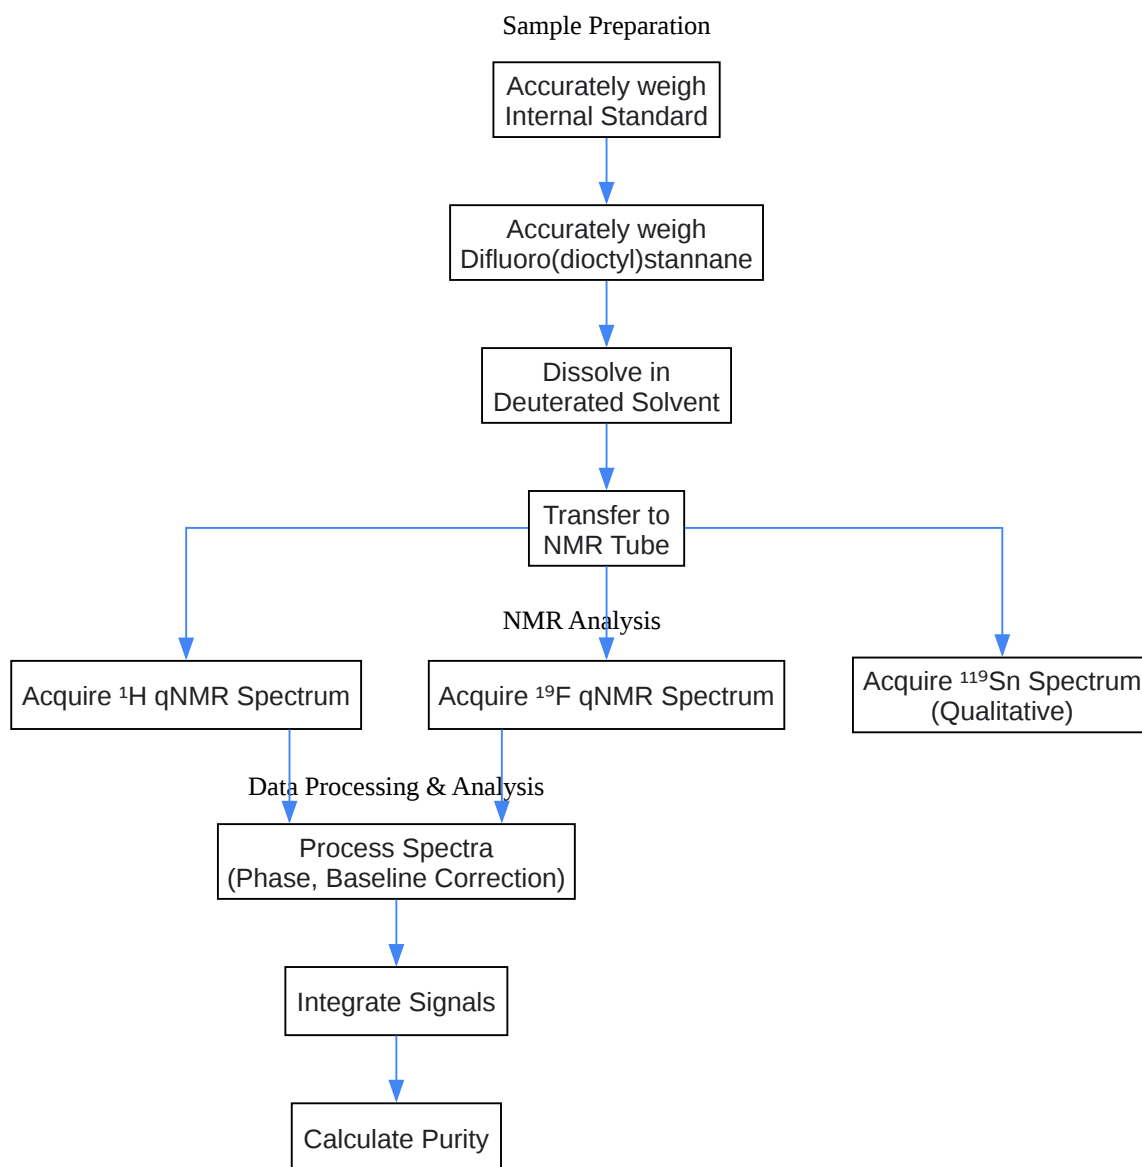 Sample Preparation
Accurately weigh
Internal Standard
Accurately weigh
Difluoro(dioctyl)stannane
Dissolve in
Deuterated Solvent
Transfer to
NMR Tube
NMR Analysis
Acquire ¹H qNMR Spectrum
Acquire ¹⁹F qNMR Spectrum
Acquire ¹¹⁹Sn Spectrum
(Qualitative)
Data Processing & Analysis
Process Spectra
(Phase, Baseline Correction)
Integrate Signals
Calculate Purity